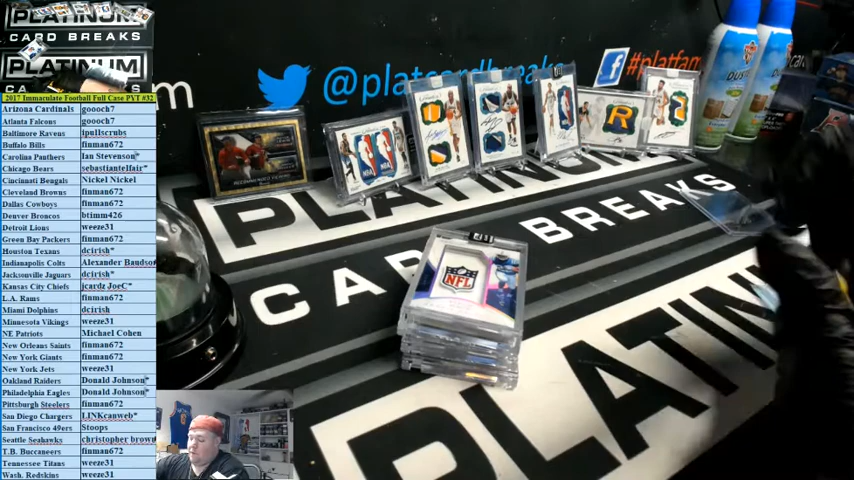 PLATINUM
CARD BREAKS
PLATINUM
2017 Immaculate Football Full Case PYT #32
Arizona Cardinals goooch7
Atlanta Falcons goooch7
Baltimore Ravens ipullscrubs
Buffalo Bills finman672
Carolina Panthers Ian Stevenson*
Chicago Bears sebastiantelfair*
Cincinati Bengals Nickel Nickel
Cleveland Browns finman672
Dallas Cowboys finman672
Denver Broncos btimm426
Detroit Lions weeze31
Green Bay Packers finman672
Houston Texans dcirish*
Indianapolis Colts Alexander Baudson
Jacksonville Jaguars dcirish*
Kansas City Chiefs jcardz JoeC*
L.A. Rams finman672
Miami Dolphins dcirish
Minnesota Vikings weeze31
NE Patriots Michael Cohen
New Orleans Saints finman672
New York Giants finman672
New York Jets weeze31
Oakland Raiders Donald Johnson*
Philadelphia Eagles Donald Johnson*
Pittsburgh Steelers finman672
San Diego Chargers LINKcanweb*
San Francisco 49ers Stoops
Seattle Seahawks christopher brown
T.B. Buccaneers finman672
Tennessee Titans weeze31
Wash. Redskins weeze31
m
@platcardbreaks
#platfam
R
NFL
PLATINUM
BREAKS
CARD
PLATINUM